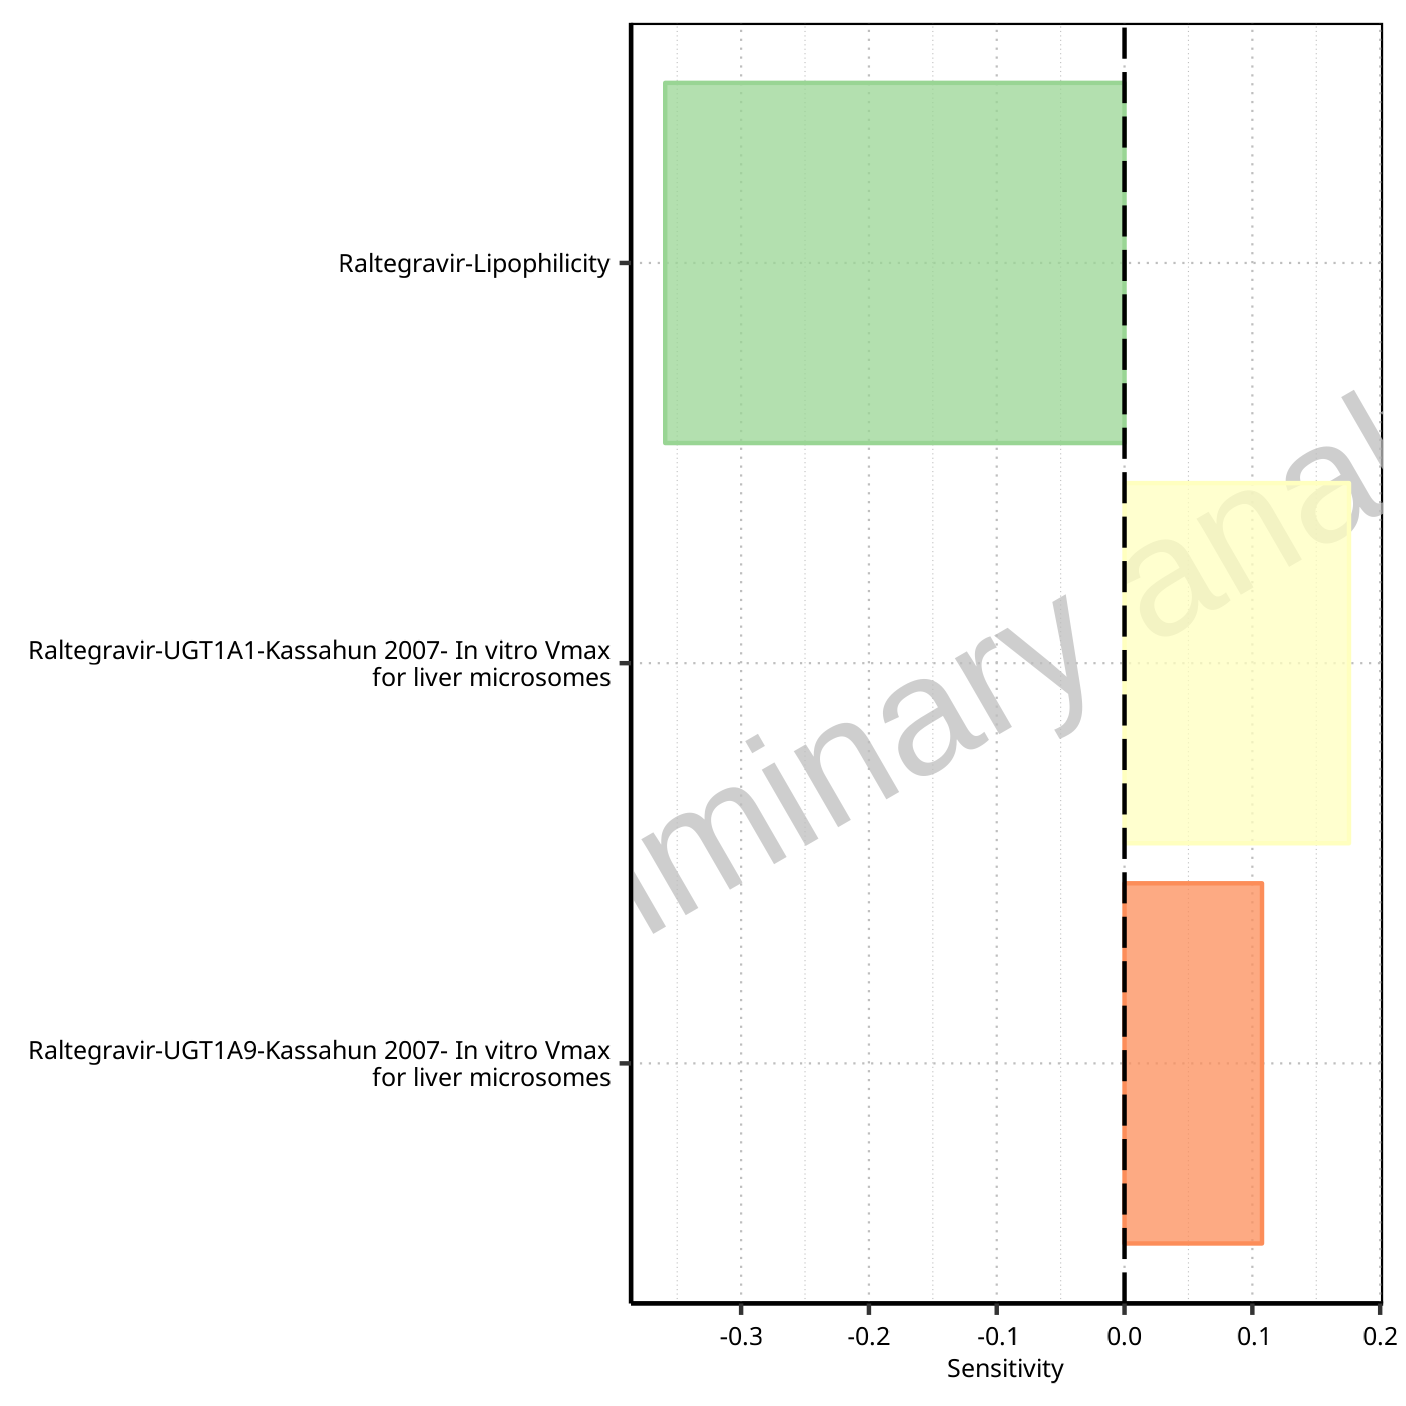 Raltegravir-Lipophilicity
Raltegravir-UGT1A1-Kassahun 2007- In vitro Vmax
for liver microsomes
Raltegravir-UGT1A9-Kassahun 2007- In vitro Vmax
for liver microsomes
minary anal
-0.3 -0.2 -0.1 0.0 0.1 0.2
Sensitivity